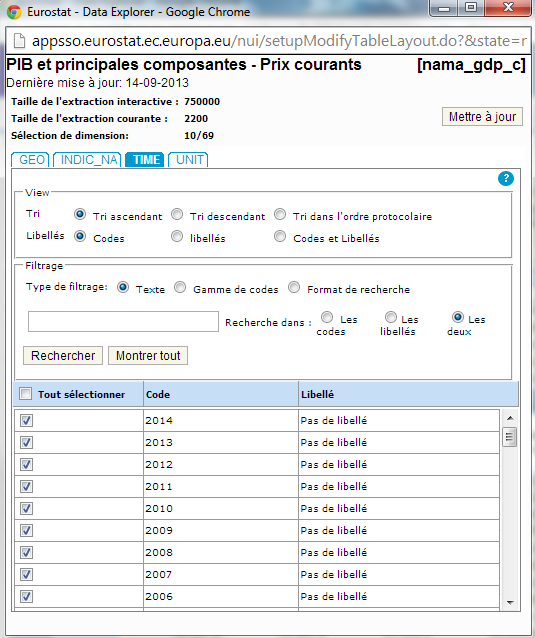 Eurostat - Data Explorer - Google Chrome
appsso.eurostat.ec.europa.eu/nui/setupModifyTableLayout.do?&state=r
PIB et principales composantes - Prix courants [nama_gdp_c]
Dernière mise à jour: 14-09-2013
Taille de l'extraction interactive : 750000
Taille de l'extraction courante : 2200
Sélection de dimension: 10/69
Mettre à jour
GEO INDIC_NA TIME UNIT
?
View
Tri Tri ascendant Tri descendant Tri dans l'ordre protocolaire
Libellés Codes libellés Codes et Libellés
Filtrage
Type de filtrage: Texte Gamme de codes Format de recherche
Recherche dans : Les codes Les libellés Les deux
Rechercher Montrer tout
Tout sélectionner Code Libellé
2014 Pas de libellé
2013 Pas de libellé
2012 Pas de libellé
2011 Pas de libellé
2010 Pas de libellé
2009 Pas de libellé
2008 Pas de libellé
2007 Pas de libellé
2006 Pas de libellé